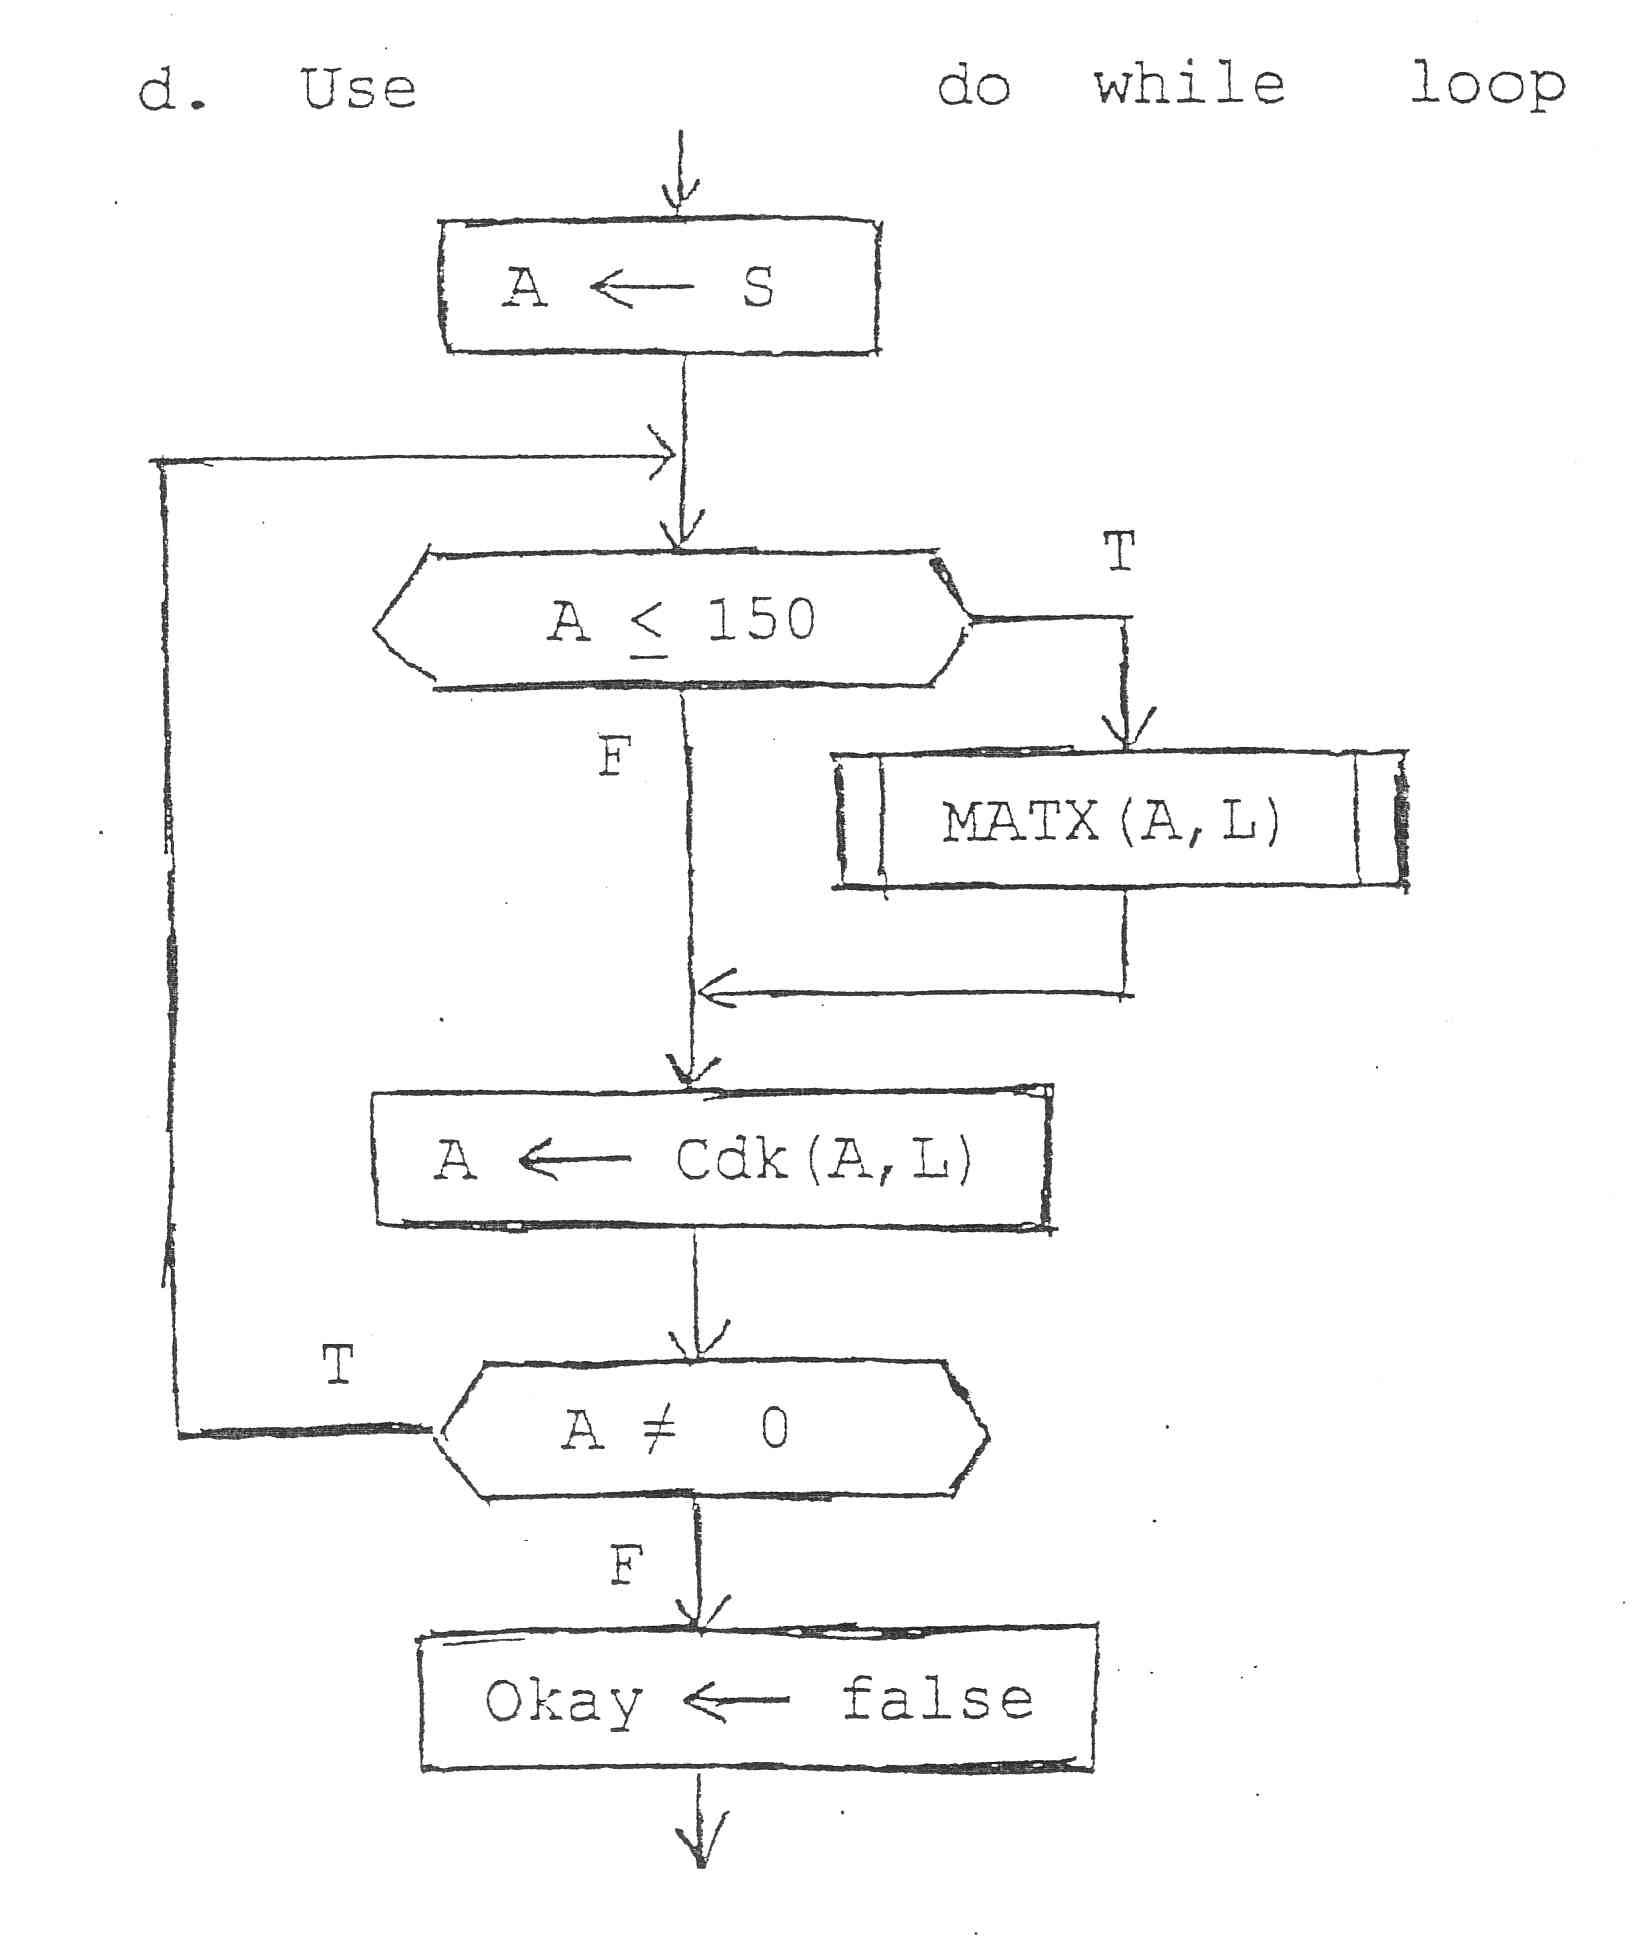 d. Use do while loop
A ← S
A ≤ 150
T
F
MATX(A,L)
A ← Cdk(A,L)
T
A ≠ 0
F
Okay ← false